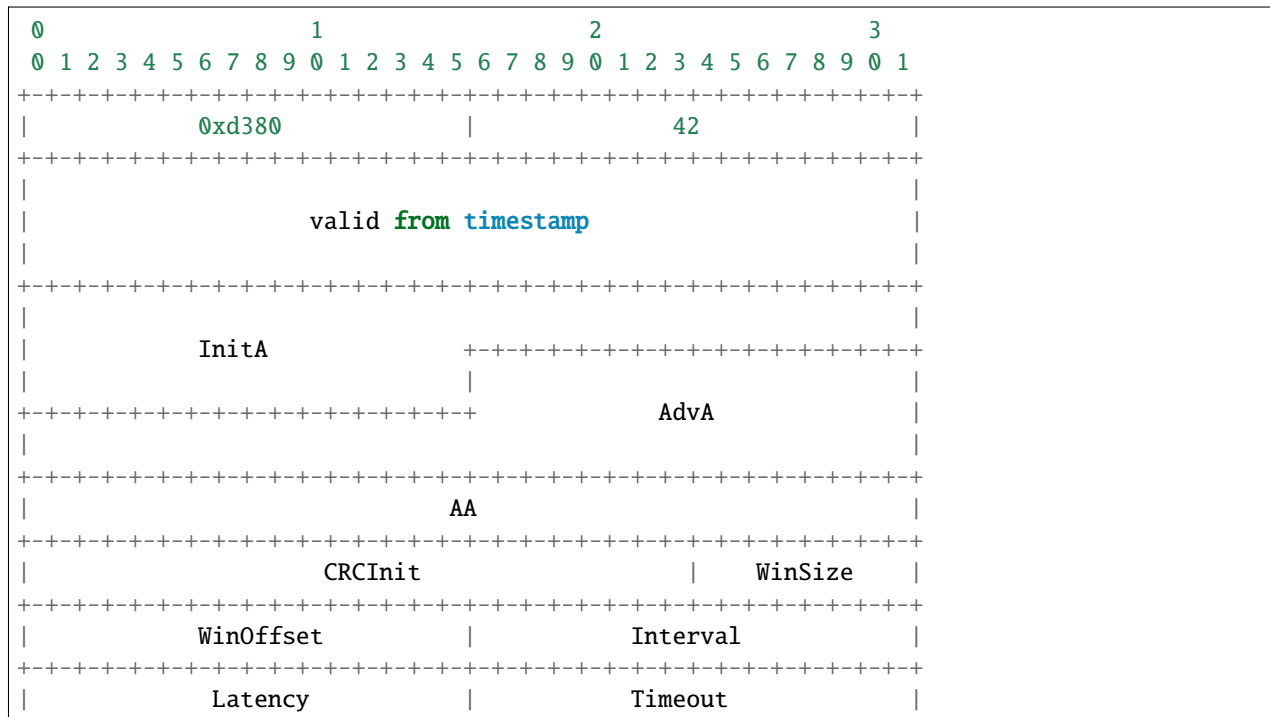 0                   1                   2                   3
0 1 2 3 4 5 6 7 8 9 0 1 2 3 4 5 6 7 8 9 0 1 2 3 4 5 6 7 8 9 0 1
+-+-+-+-+-+-+-+-+-+-+-+-+-+-+-+-+-+-+-+-+-+-+-+-+-+-+-+-+-+-+-+-+
|            0xd380             |              42               |
+-+-+-+-+-+-+-+-+-+-+-+-+-+-+-+-+-+-+-+-+-+-+-+-+-+-+-+-+-+-+-+-+
|                                                               |
|                    valid from timestamp                       |
|                                                               |
+-+-+-+-+-+-+-+-+-+-+-+-+-+-+-+-+-+-+-+-+-+-+-+-+-+-+-+-+-+-+-+-+
|                                                               |
|            InitA              +-+-+-+-+-+-+-+-+-+-+-+-+-+-+-+-+
|                               |                               |
+-+-+-+-+-+-+-+-+-+-+-+-+-+-+-+-+             AdvA              |
|                                                               |
+-+-+-+-+-+-+-+-+-+-+-+-+-+-+-+-+-+-+-+-+-+-+-+-+-+-+-+-+-+-+-+-+
|                              AA                               |
+-+-+-+-+-+-+-+-+-+-+-+-+-+-+-+-+-+-+-+-+-+-+-+-+-+-+-+-+-+-+-+-+
|                     CRCInit                   |    WinSize    |
+-+-+-+-+-+-+-+-+-+-+-+-+-+-+-+-+-+-+-+-+-+-+-+-+-+-+-+-+-+-+-+-+
|            WinOffset          |           Interval            |
+-+-+-+-+-+-+-+-+-+-+-+-+-+-+-+-+-+-+-+-+-+-+-+-+-+-+-+-+-+-+-+-+
|             Latency           |           Timeout             |